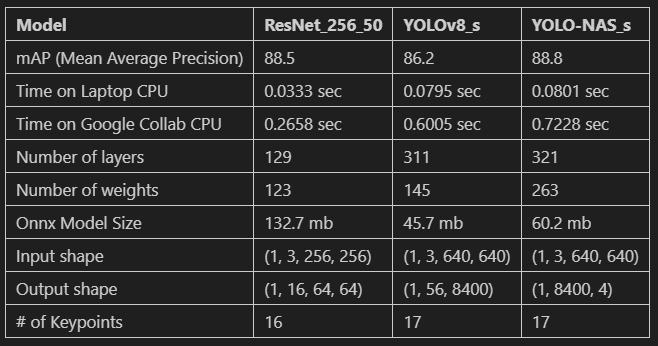 Model ResNet_256_50 YOLOv8_s YOLO-NAS_s
mAP (Mean Average Precision) 88.5 86.2 88.8
Time on Laptop CPU 0.0333 sec 0.0795 sec 0.0801 sec
Time on Google Collab CPU 0.2658 sec 0.6005 sec 0.7228 sec
Number of layers 129 311 321
Number of weights 123 145 263
Onnx Model Size 132.7 mb 45.7 mb 60.2 mb
Input shape (1, 3, 256, 256) (1, 3, 640, 640) (1, 3, 640, 640)
Output shape (1, 16, 64, 64) (1, 56, 8400) (1, 8400, 4)
# of Keypoints 16 17 17